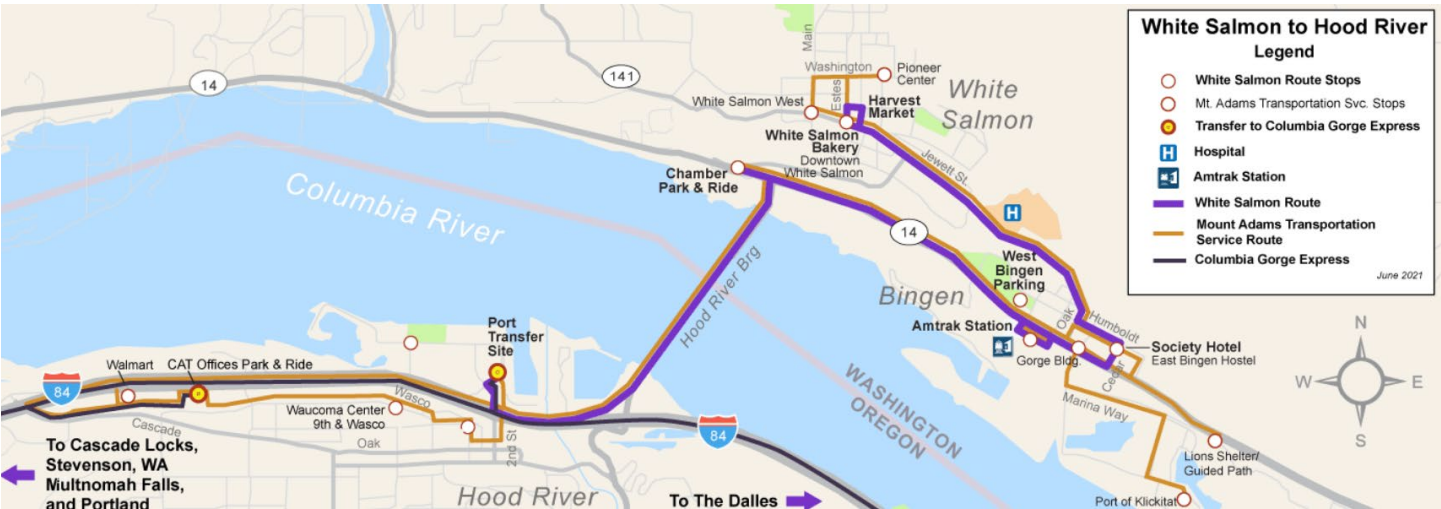 White Salmon to Hood River
Legend
White Salmon Route Stops
Mt. Adams Transportation Svc. Stops
Transfer to Columbia Gorge Express
H
Hospital
Amtrak Station
White Salmon Route
Mount Adams Transportation
Service Route
Columbia Gorge Express
June 2021
14
141
Main
Washington
Pioneer
Center
Estes
White Salmon West
Harvest
Market
White
Salmon
White Salmon
Bakery
Downtown
White Salmon
Chamber
Park & Ride
Jewett St.
H
Columbia River
14
West
Bingen
Parking
Bingen
Hood River Brg
Oak
Humboldt
Amtrak Station
Gorge Bldg.
Society Hotel
East Bingen Hostel
Cedar
Marina Way
Lions Shelter/
Guided Path
Port of Klickitat
WASHINGTON
OREGON
Port
Transfer
Site
Walmart
CAT Offices Park & Ride
84
Wasco
Waucoma Center
9th & Wasco
Cascade
Oak
2nd St
84
Hood River
To Cascade Locks,
Stevenson, WA
Multnomah Falls,
and Portland
To The Dalles
N
W
E
S